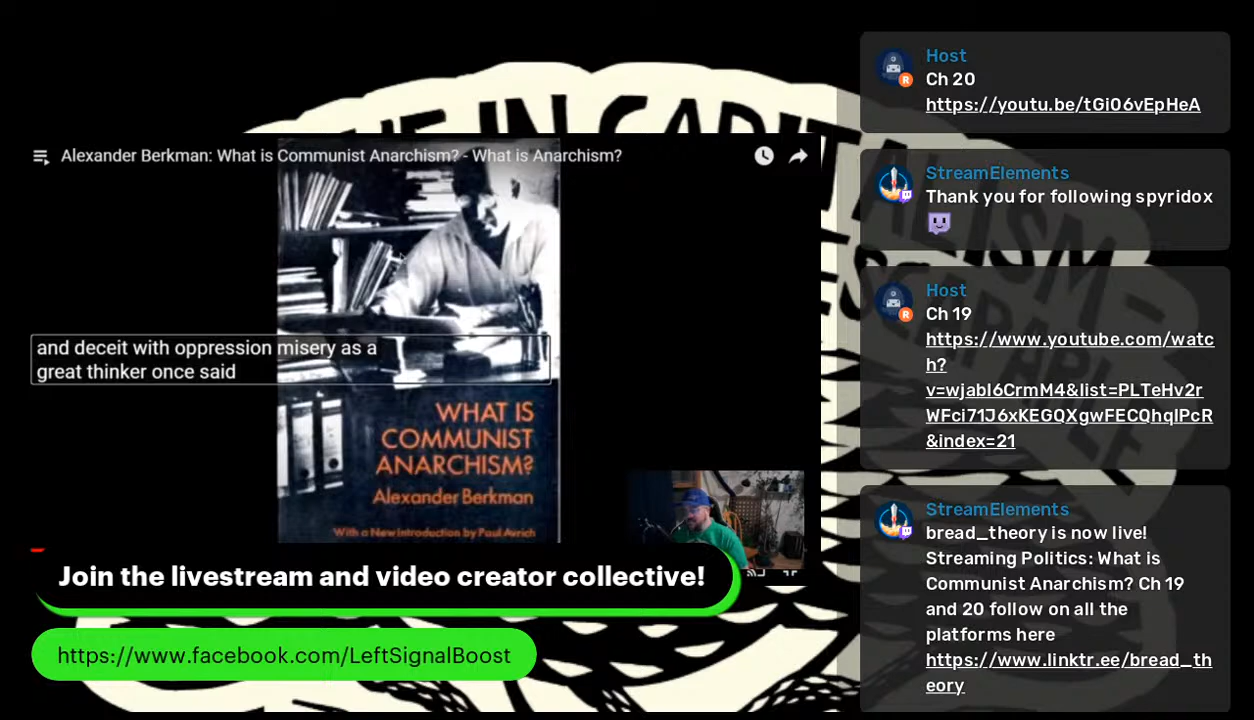 IN CAPITALISM-
Alexander Berkman: What is Communist Anarchism? - What is Anarchism?
and deceit with oppression misery as a
great thinker once said
WHAT IS
COMMUNIST
ANARCHISM?
Alexander Berkman
With a New Introduction by Paul Avrich
Join the livestream and video creator collective!
https://www.facebook.com/LeftSignalBoost
Host
Ch 20
https://youtu.be/tGi06vEpHeA
StreamElements
Thank you for following spyridox
Host
Ch 19
https://www.youtube.com/watc
h?
v=wjabI6CrmM4&list=PLTeHv2r
WFci71J6xKEGQXgwFECQhqIPcR
&index=21
StreamElements
bread_theory is now live!
Streaming Politics: What is
Communist Anarchism? Ch 19
and 20 follow on all the
platforms here
https://www.linktr.ee/bread_th
eory